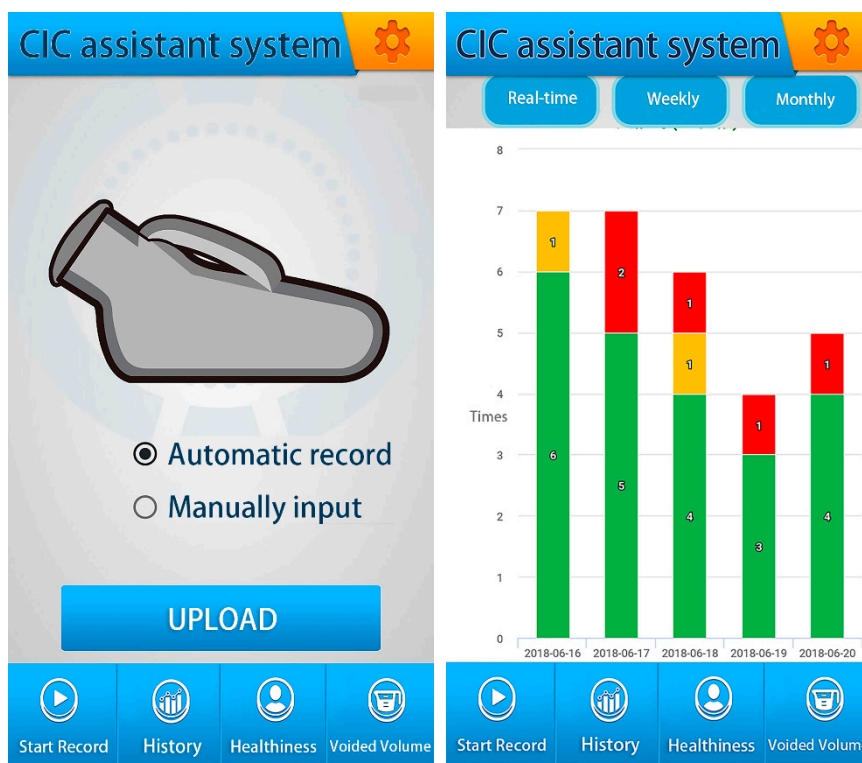 CIC assistant system
Automatic record
Manually input
UPLOAD
Start Record History Healthiness Voided Volume
CIC assistant system
Real-time Weekly Monthly
8
7
6
5
4
Times
3
2
1
0
1
6
2
5
1
1
4
1
3
1
4
2018-06-16 2018-06-17 2018-06-18 2018-06-19 2018-06-20
Start Record History Healthiness Voided Volum